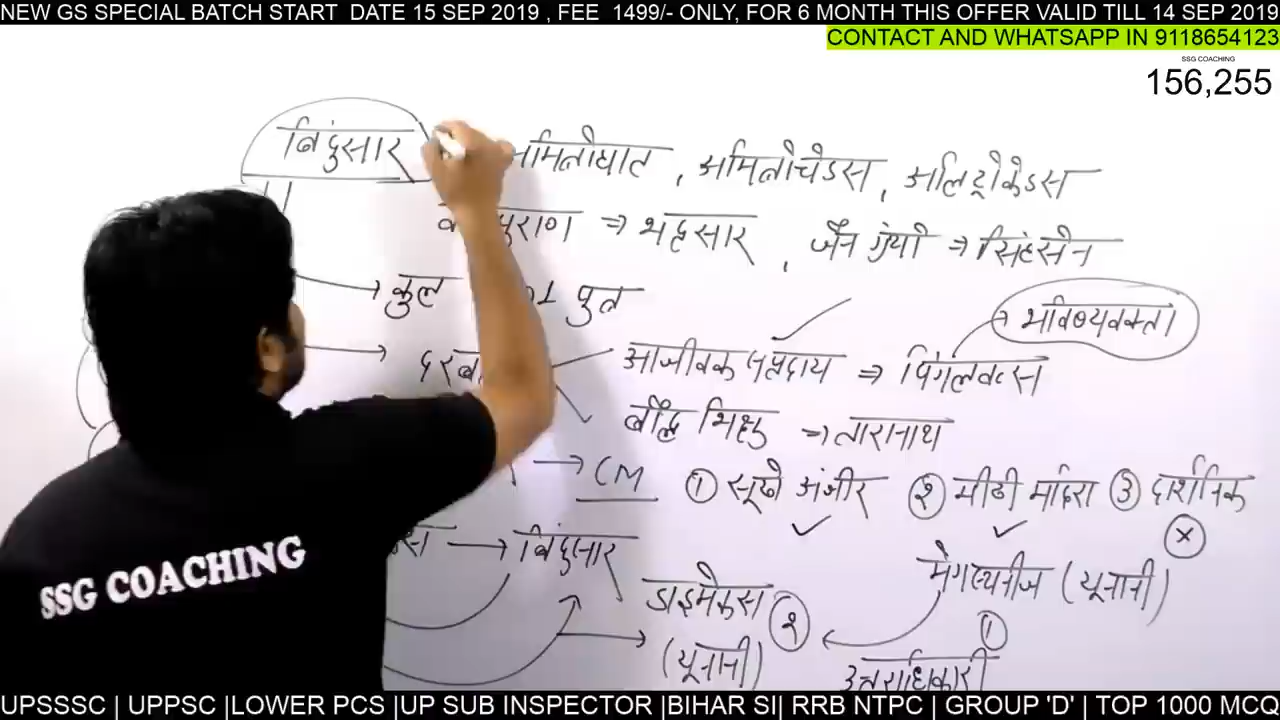 NEW GS SPECIAL BATCH START DATE 15 SEP 2019 , FEE 1499/- ONLY, FOR 6 MONTH THIS OFFER VALID TILL 14 SEP 2019
CONTACT AND WHATSAPP IN 9118654123
SSG COACHING
156,255
बिंदुसार मितोघात , अमितोचेडस , अलिट्रोकेडस
पुराण ⇒ भद्रसार , जैन ग्रंथो ⇒ सिंहसेन
→ कुल पुत्र
→ भविष्यवक्ता
→ आजीवक सप्रदाय ⇒ पिंगलवत्स
बौद्ध भिक्षु ⇒ तारानाथ
→ CM ① सूखे अंजीर ② मीठी मदिरा ③ दार्शनिक
→ बिंदुसार
मेगस्थनीज (यूनानी)
डाइमेकस ②
(यूनानी)
①
उत्तराधिकारी
SSG COACHING
UPSSSC | UPPSC |LOWER PCS |UP SUB INSPECTOR |BIHAR SI| RRB NTPC | GROUP 'D' | TOP 1000 MCQ